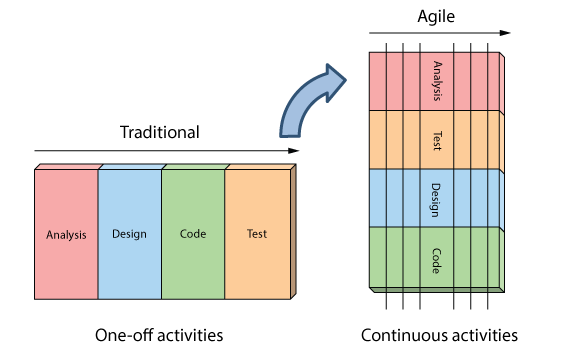 Agile
Traditional
Analysis
Design
Code
Test
Analysis
Test
Design
Code
One-off activities
Continuous activities